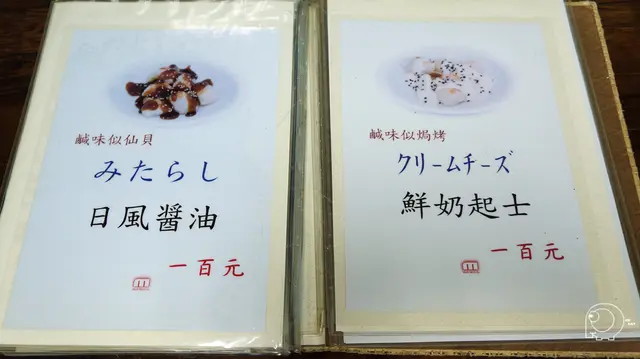 鹹味似仙貝
みたらし
日風醬油
一百元
鹹味似焗烤
クリームチーズ
鮮奶起士
一百元